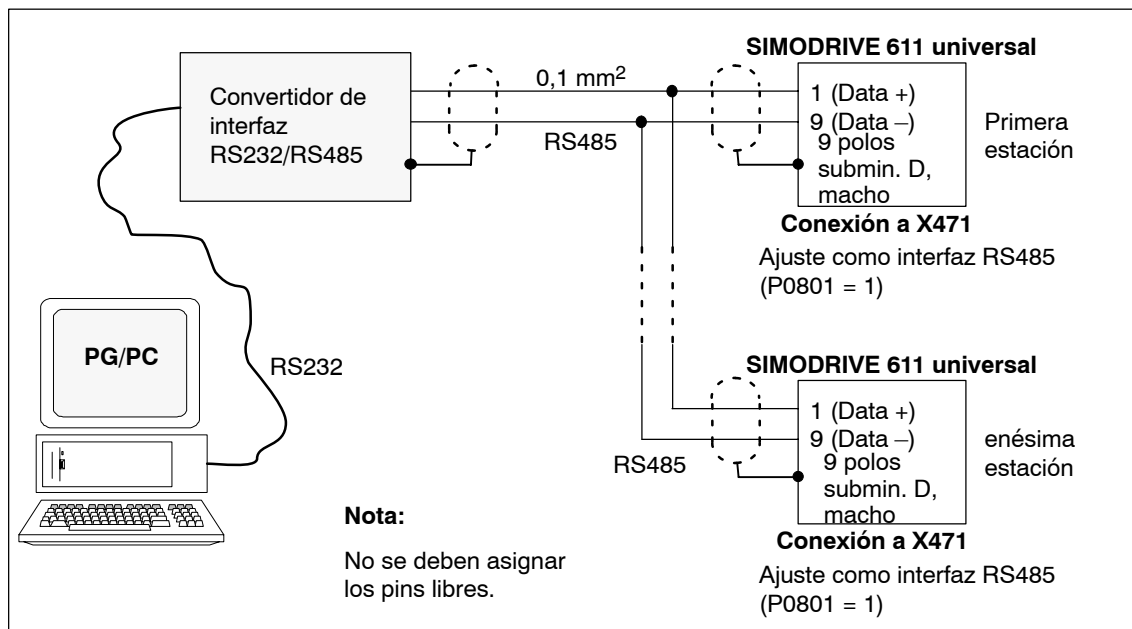 SIMODRIVE 611 universal
Convertidor de
interfaz
RS232/RS485
0,1 mm²
RS485
1 (Data +)
9 (Data –)
9 polos
submin. D,
macho
Primera
estación
Conexión a X471
Ajuste como interfaz RS485
(P0801 = 1)
PG/PC
RS232
SIMODRIVE 611 universal
1 (Data +)
9 (Data –)
9 polos
submin. D,
macho
RS485
enésima
estación
Conexión a X471
Ajuste como interfaz RS485
(P0801 = 1)
Nota:
No se deben asignar
los pins libres.